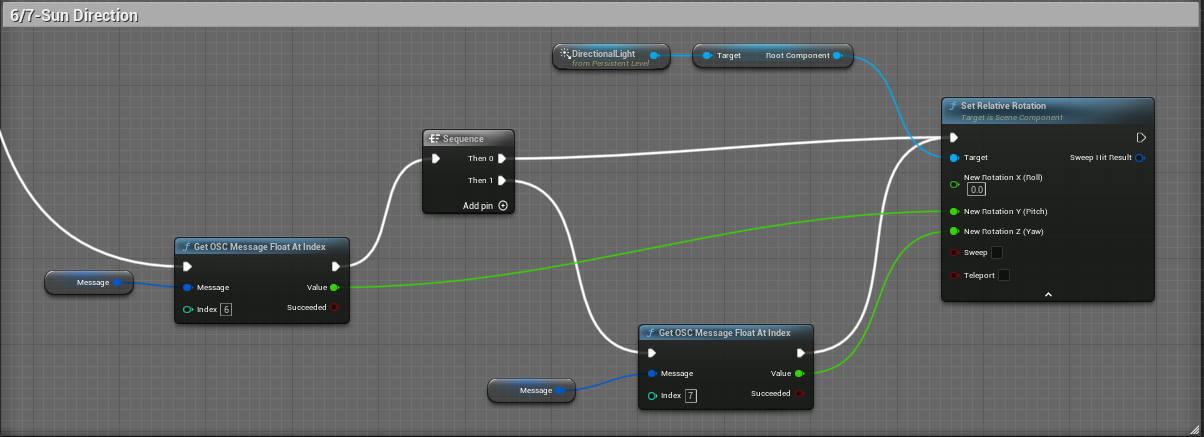 6/7-Sun Direction
DirectionalLight
from Persistent Level
Target Root Component
Set Relative Rotation
Target is Scene Component
Target Sweep Hit Result
New Rotation X (Roll)
0.0
New Rotation Y (Pitch)
New Rotation Z (Yaw)
Sweep
Teleport
Sequence
Then 0
Then 1
Add pin
Get OSC Message Float At Index
Message
Message Value
Index 6 Succeeded
Get OSC Message Float At Index
Message
Message Value
Index 7 Succeeded